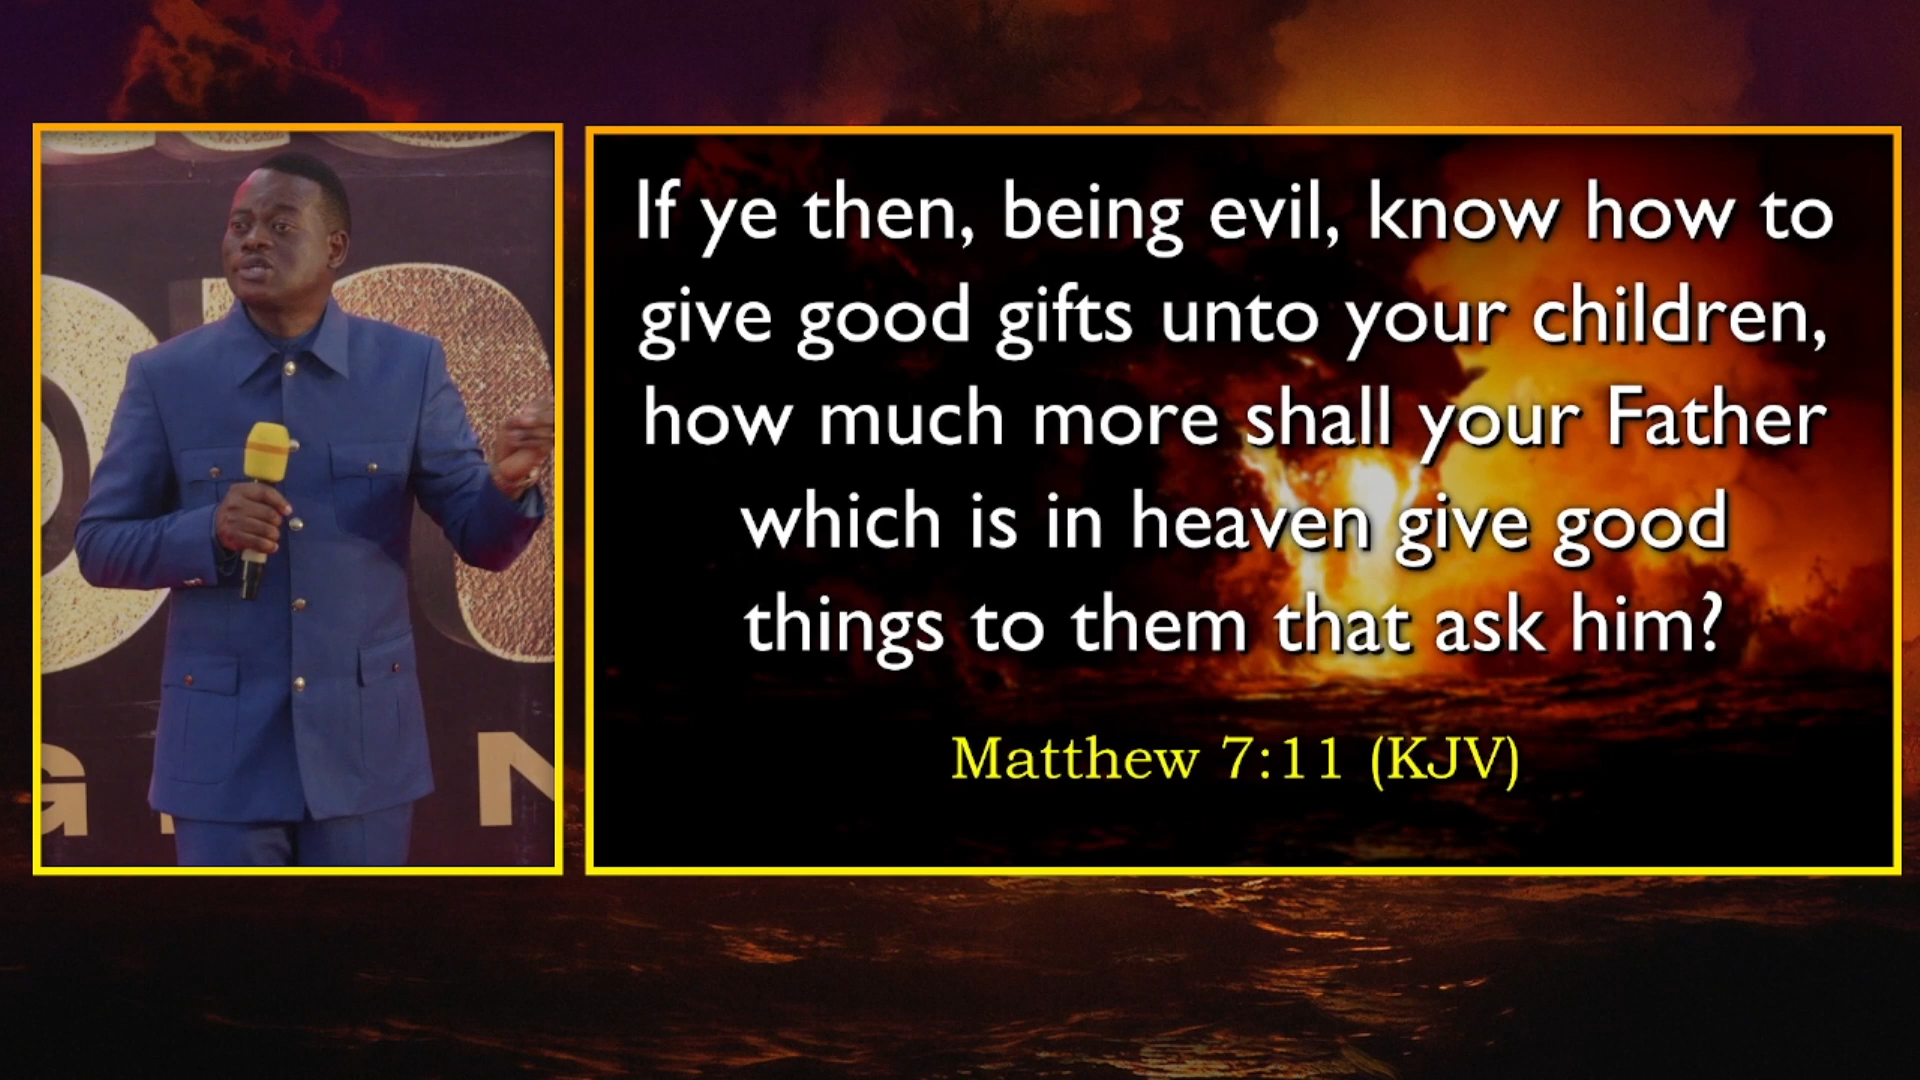 If ye then, being evil, know how to
give good gifts unto your children,
how much more shall your Father
which is in heaven give good
things to them that ask him?
Matthew 7:11 (KJV)
G
N